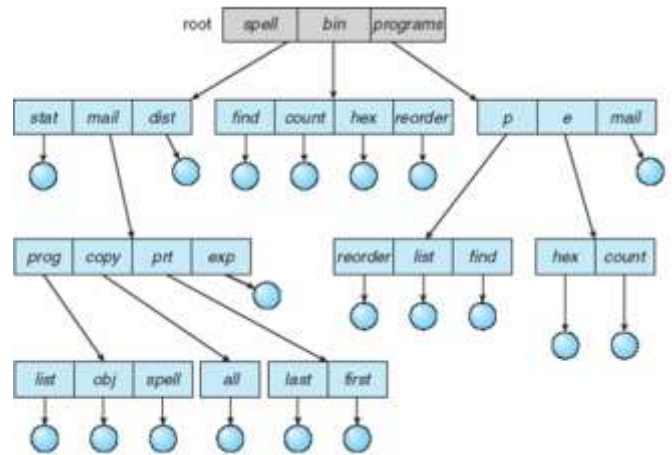 root spell bin programs
stat mail dist find count hex reorder p e mail
prog copy prt exp reorder list find hex count
list obj spell all last first